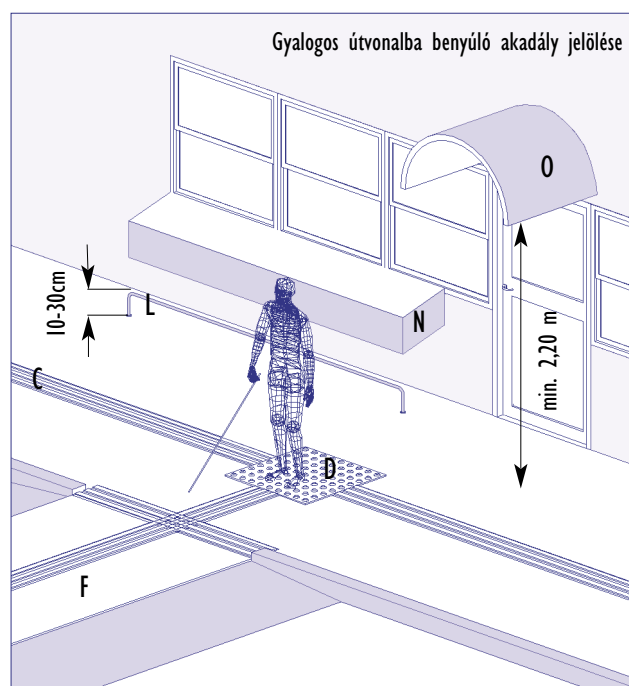 Gyalogos útvonalba benyúló akadály jelölése
O
10-30cm
L
N
min. 2,20 m
C
D
F